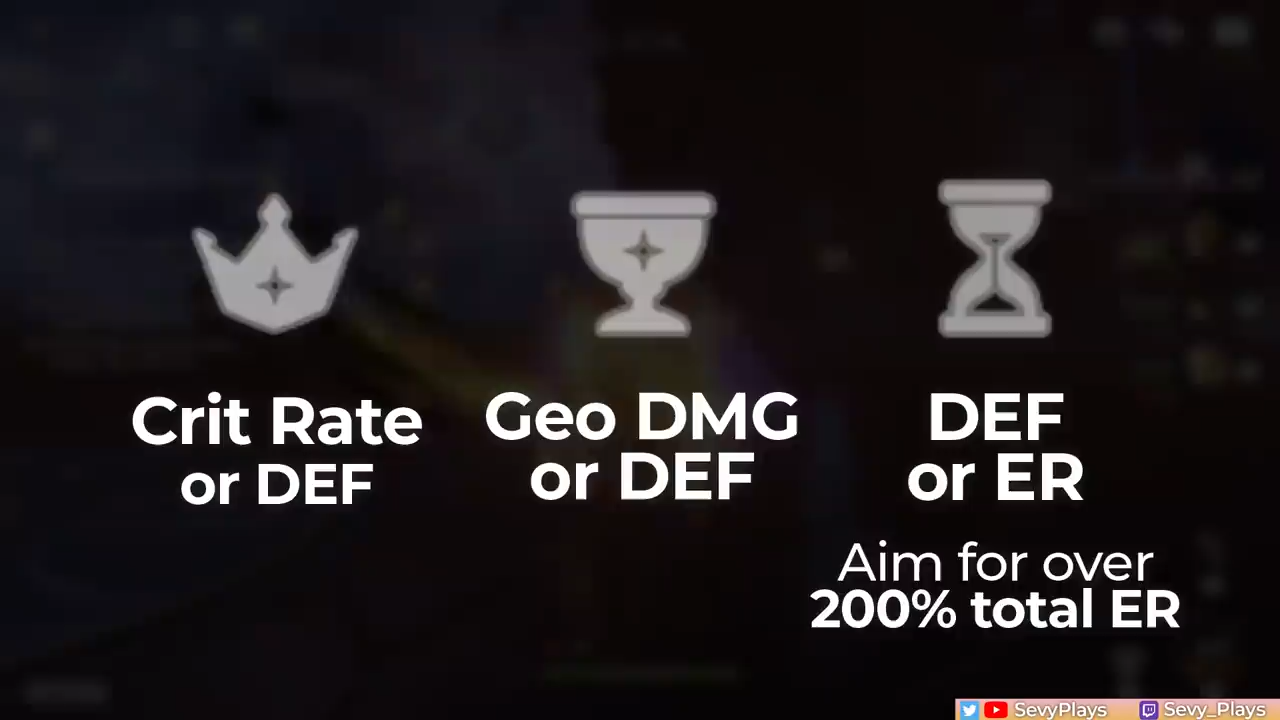 Crit Rate
or DEF
Geo DMG
or DEF
DEF
or ER
Aim for over
200% total ER
SevyPlays
Sevy_Plays